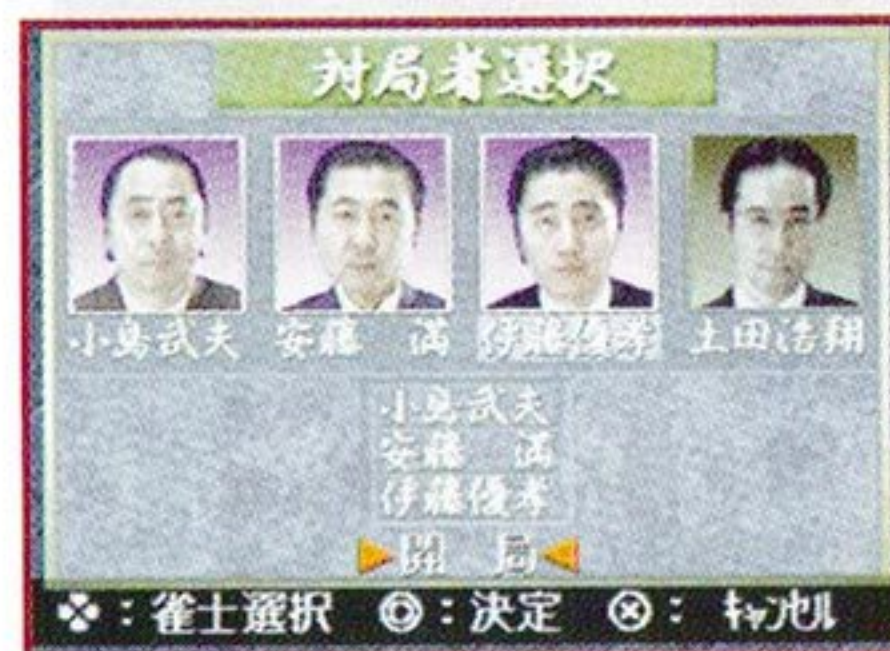 対局者選択
小島武夫 安藤 満 伊藤優孝 土田浩翔
小島武夫
安藤 満
伊藤優孝
開 局
：雀士選択 ◎：決定 ⊗：キャンセル